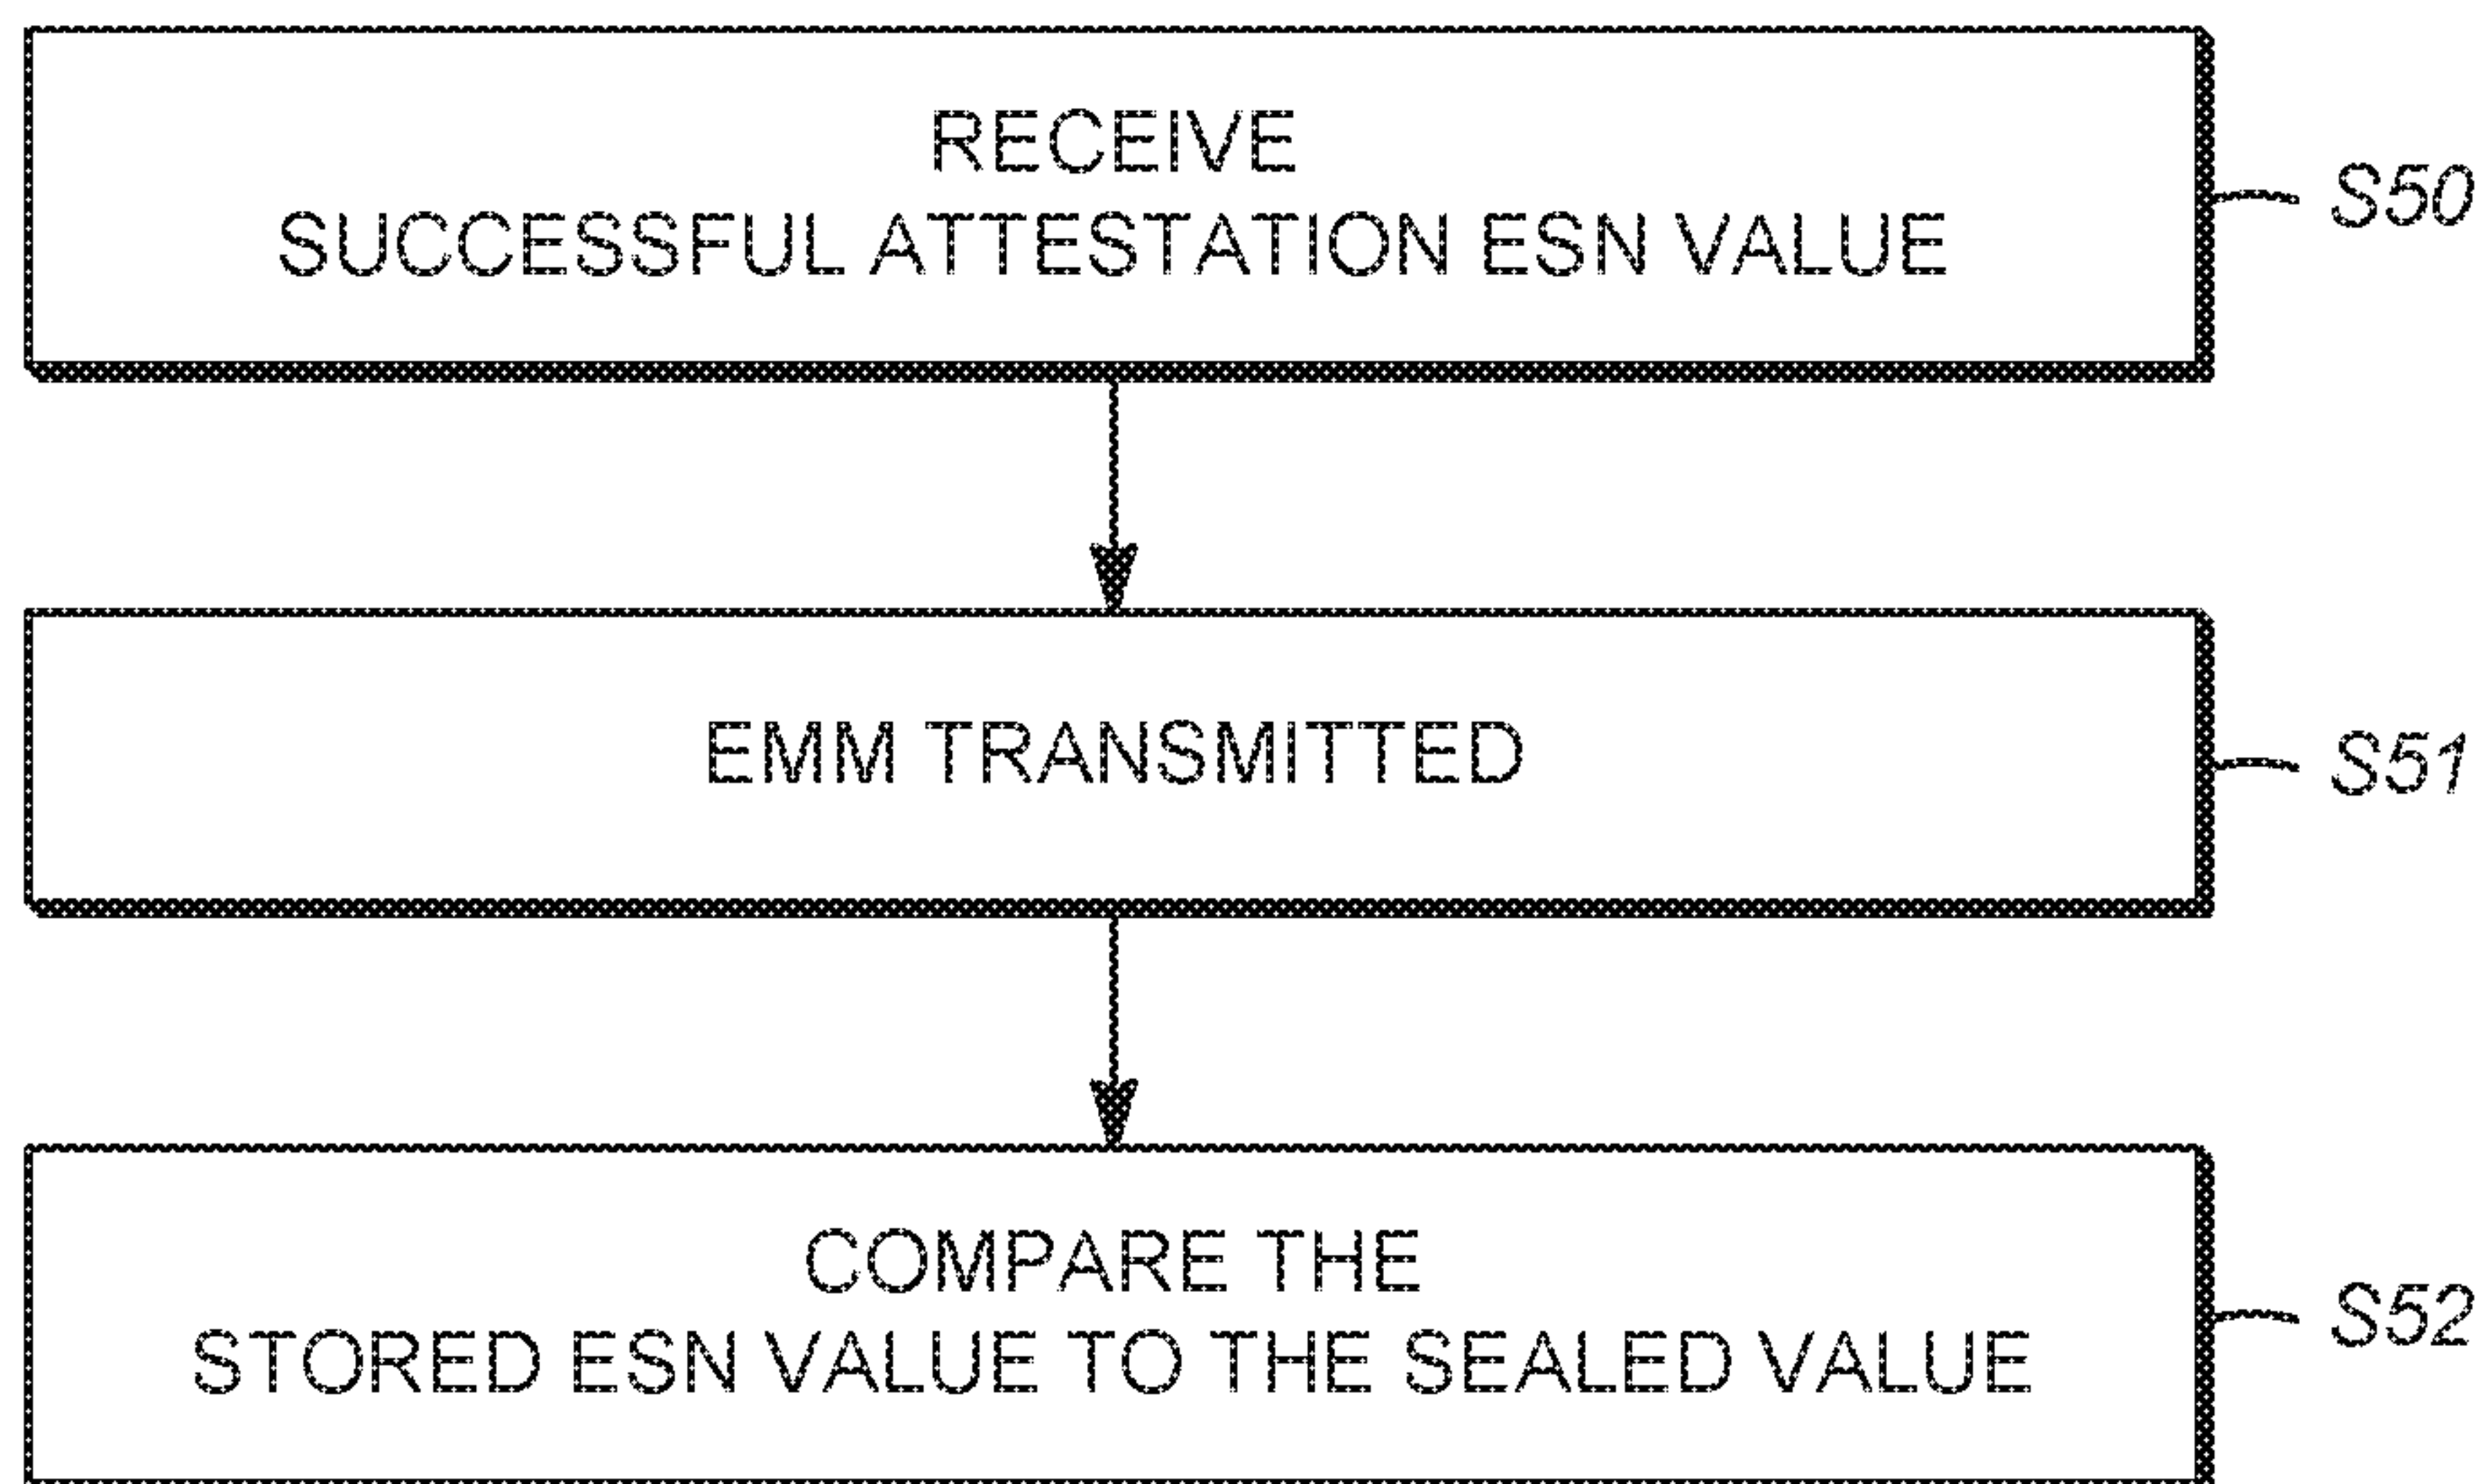 RECEIVE
SUCCESSFUL ATTESTATION ESN VALUE
S50
EMM TRANSMITTED
S51
COMPARE THE
STORED ESN VALUE TO THE SEALED VALUE
S52